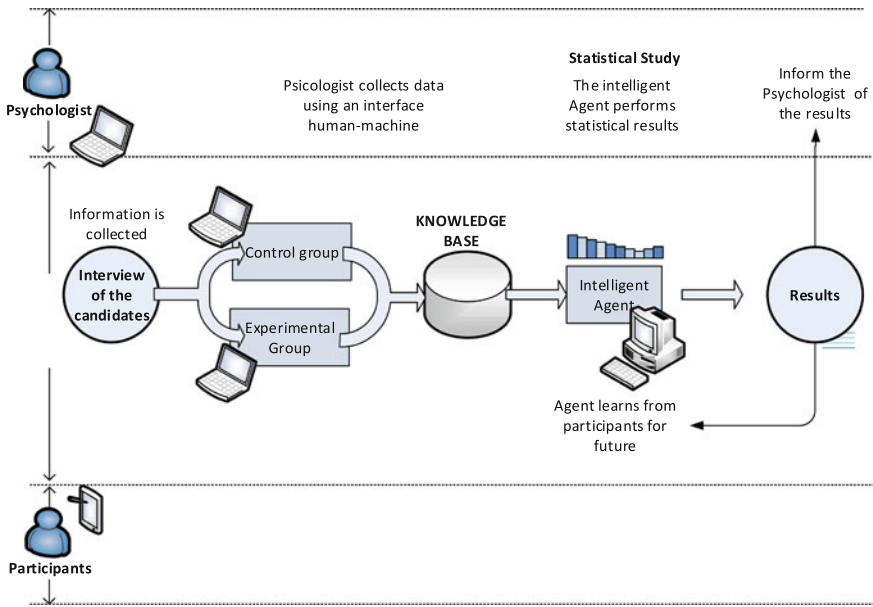 Psychologist
Psicologist collects data
using an interface
human-machine
Statistical Study
The intelligent
Agent performs
statistical results
Inform the
Psychologist of
the results
Information is
collected
Interview
of the
candidates
Control group
Experimental
Group
KNOWLEDGE
BASE
Intelligent
Agent
Results
Agent learns from
participants for
future
Participants